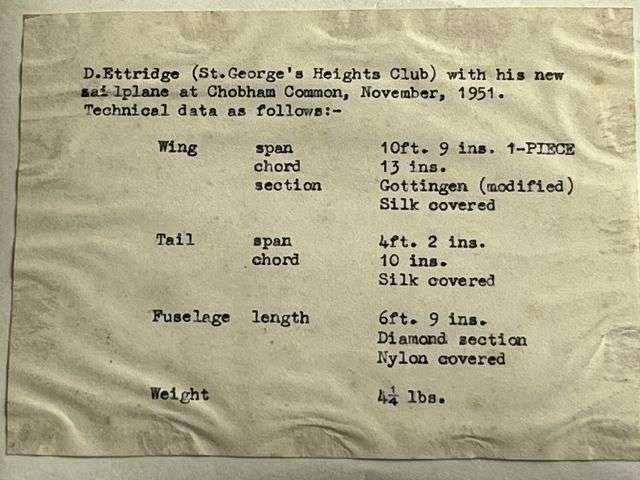 D.Ettridge (St.George's Heights Club) with his new
sailplane at Chobham Common, November, 1951.
Technical data as follows:-
Wing span 10ft. 9 ins. 1-PIECE
chord 13 ins.
section Gottingen (modified)
Silk covered
Tail span 4ft. 2 ins.
chord 10 ins.
Silk covered
Fuselage length 6ft. 9 ins.
Diamond section
Nylon covered
Weight 4¼ lbs.